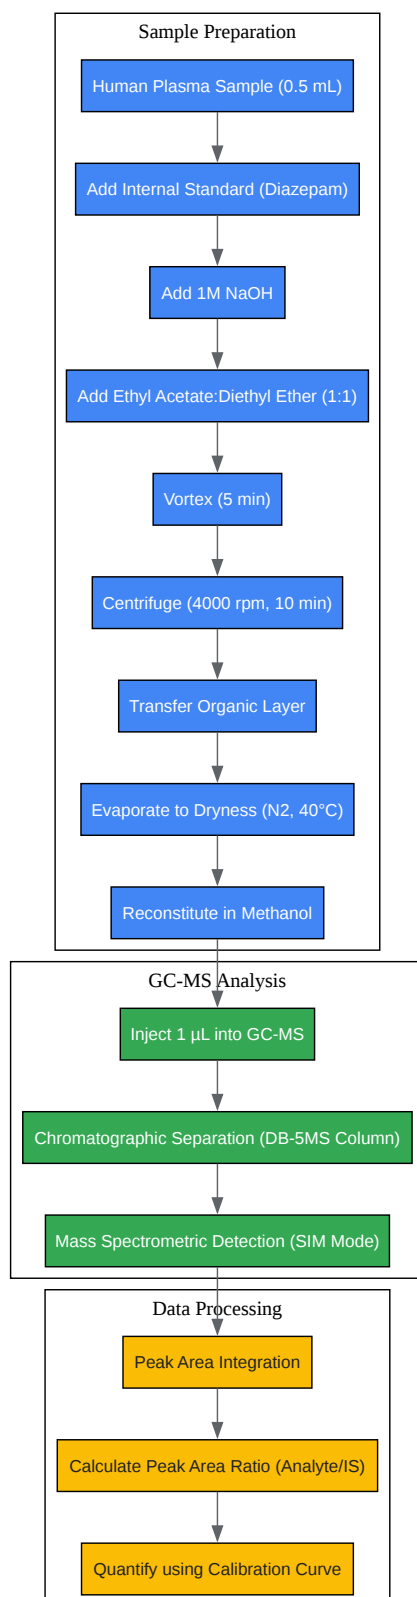 Sample Preparation
Human Plasma Sample (0.5 mL)
Add Internal Standard (Diazepam)
Add 1M NaOH
Add Ethyl Acetate:Diethyl Ether (1:1)
Vortex (5 min)
Centrifuge (4000 rpm, 10 min)
Transfer Organic Layer
Evaporate to Dryness (N2, 40°C)
Reconstitute in Methanol
GC-MS Analysis
Inject 1 µL into GC-MS
Chromatographic Separation (DB-5MS Column)
Mass Spectrometric Detection (SIM Mode)
Data Processing
Peak Area Integration
Calculate Peak Area Ratio (Analyte/IS)
Quantify using Calibration Curve